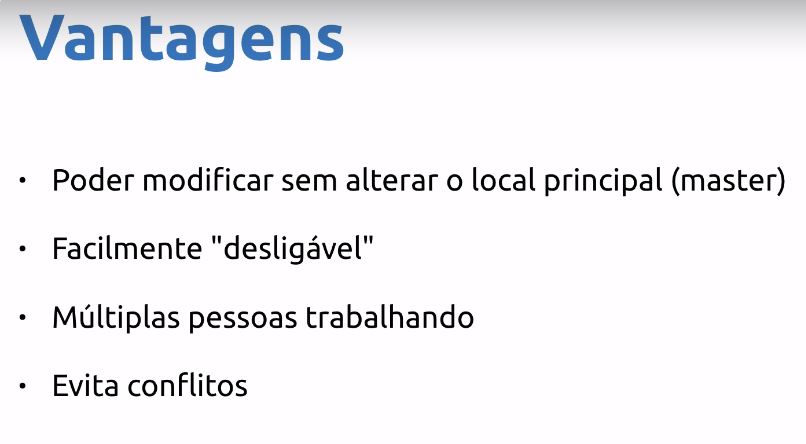 Vantagens
• Poder modificar sem alterar o local principal (master)
• Facilmente "desligável"
• Múltiplas pessoas trabalhando
• Evita conflitos